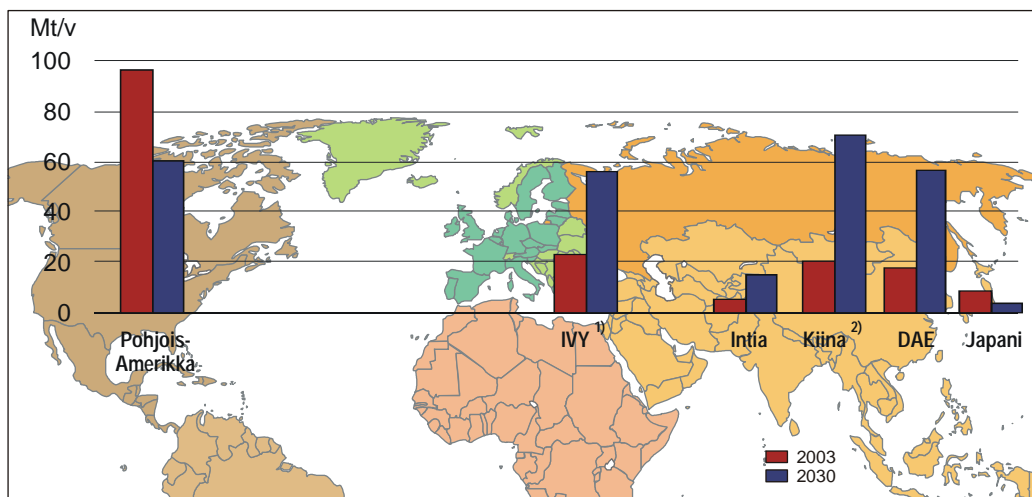 Mt/v
100
80
60
40
20
0
Pohjois-
Amerikka
IVY 1)
Intia
Kiina 2)
DAE
Japani
2003
2030